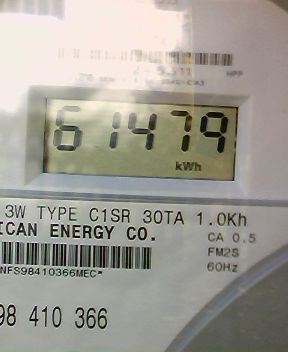 61479
kWh
3W TYPE C1SR 30TA 1.0Kh
ICAN ENERGY CO.
CA 0.5
FM2S
60Hz
NFS98410366MEC*
98 410 366